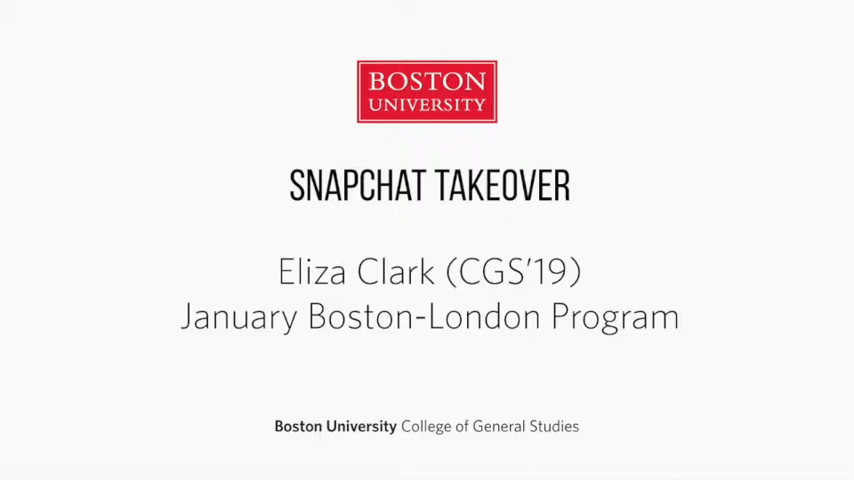 BOSTON
UNIVERSITY
SNAPCHAT TAKEOVER
Eliza Clark (CGS'19)
January Boston-London Program
Boston University College of General Studies